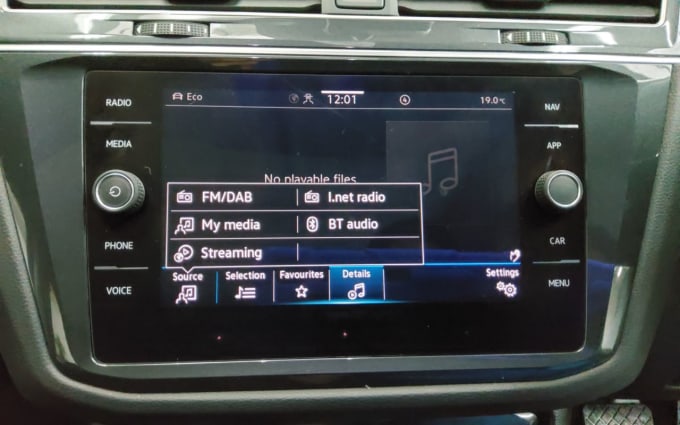 RADIO
Eco
12:01
19.0°C
NAV
MEDIA
APP
No playable files
FM/DAB
I.net radio
My media
BT audio
Streaming
PHONE
CAR
Source
Selection
Favourites
Details
Settings
VOICE
MENU